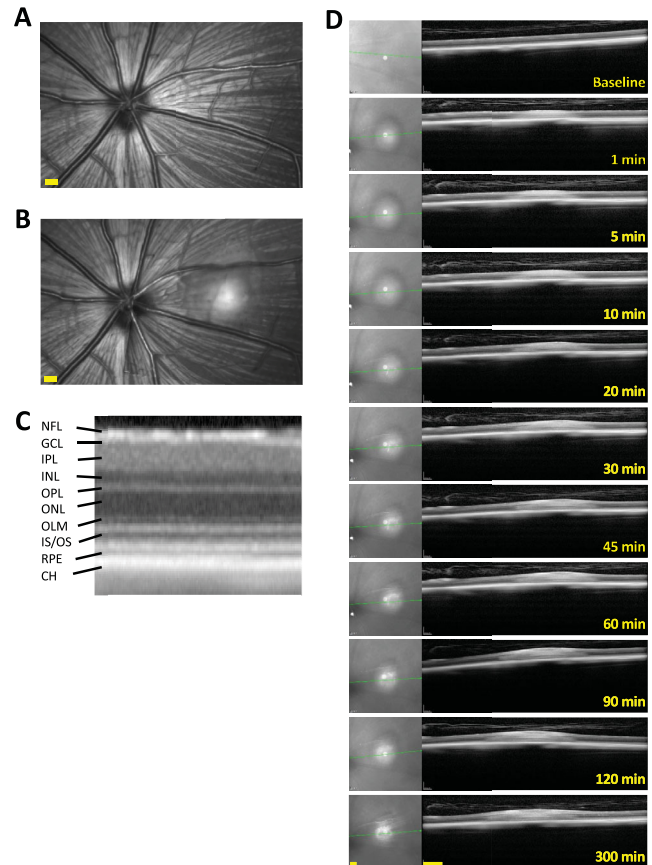 A
B
C
NFL
GCL
IPL
INL
OPL
ONL
OLM
IS/OS
RPE
CH
D
Baseline
1 min
5 min
10 min
20 min
30 min
45 min
60 min
90 min
120 min
300 min